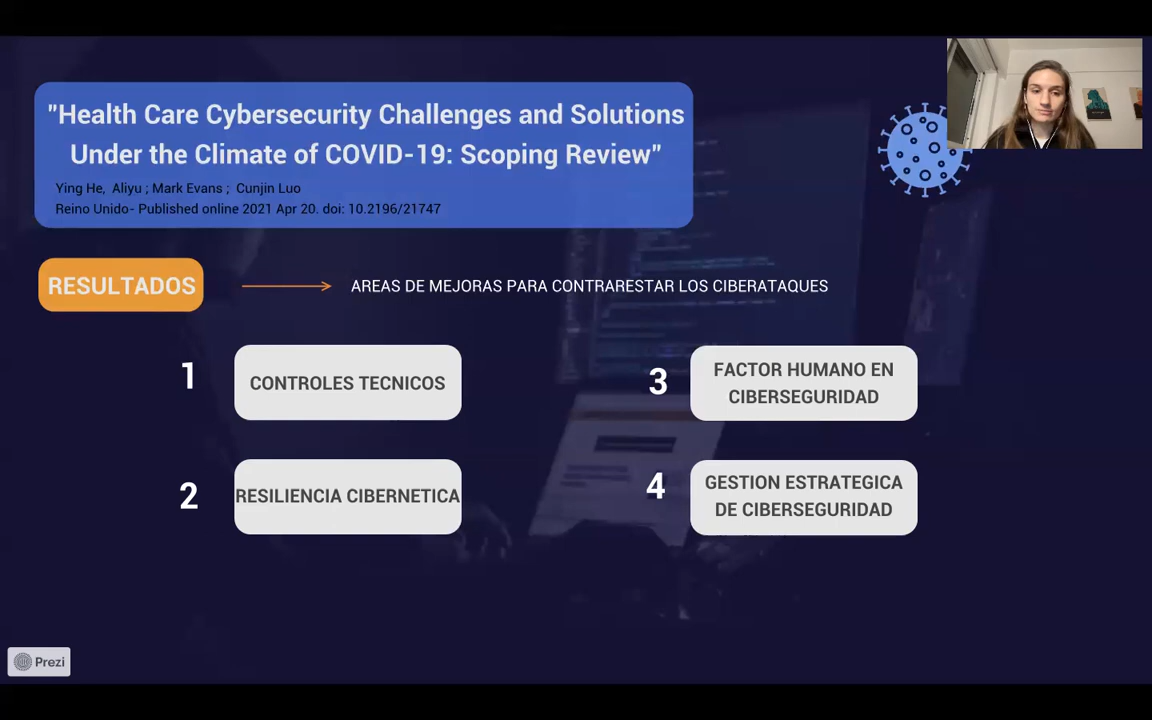 "Health Care Cybersecurity Challenges and Solutions
Under the Climate of COVID-19: Scoping Review"
Ying He, Aliyu ; Mark Evans ; Cunjin Luo
Reino Unido- Published online 2021 Apr 20. doi: 10.2196/21747
RESULTADOS
AREAS DE MEJORAS PARA CONTRARESTAR LOS CIBERATAQUES
1
CONTROLES TECNICOS
2
RESILIENCIA CIBERNETICA
3
FACTOR HUMANO EN
CIBERSEGURIDAD
4
GESTION ESTRATEGICA
DE CIBERSEGURIDAD
Prezi